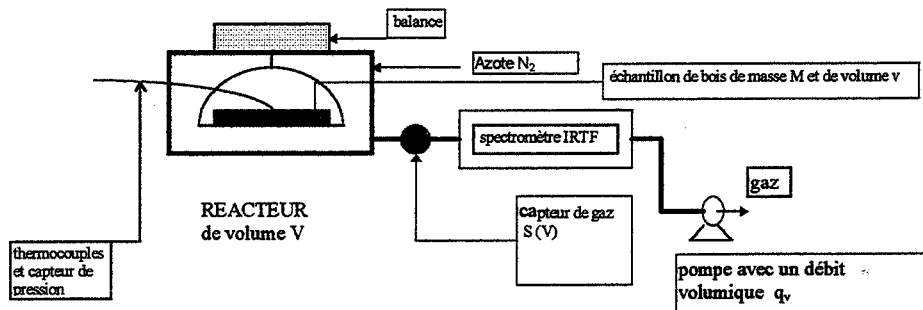 balance
Azote N₂
échantillon de bois de masse M et de volume v
spectromètre IRTF
gaz
REACTEUR
de volume V
capteur de gaz
S (V)
thermocouples
et capteur de
pression
pompe avec un débit
volumique qᵥ